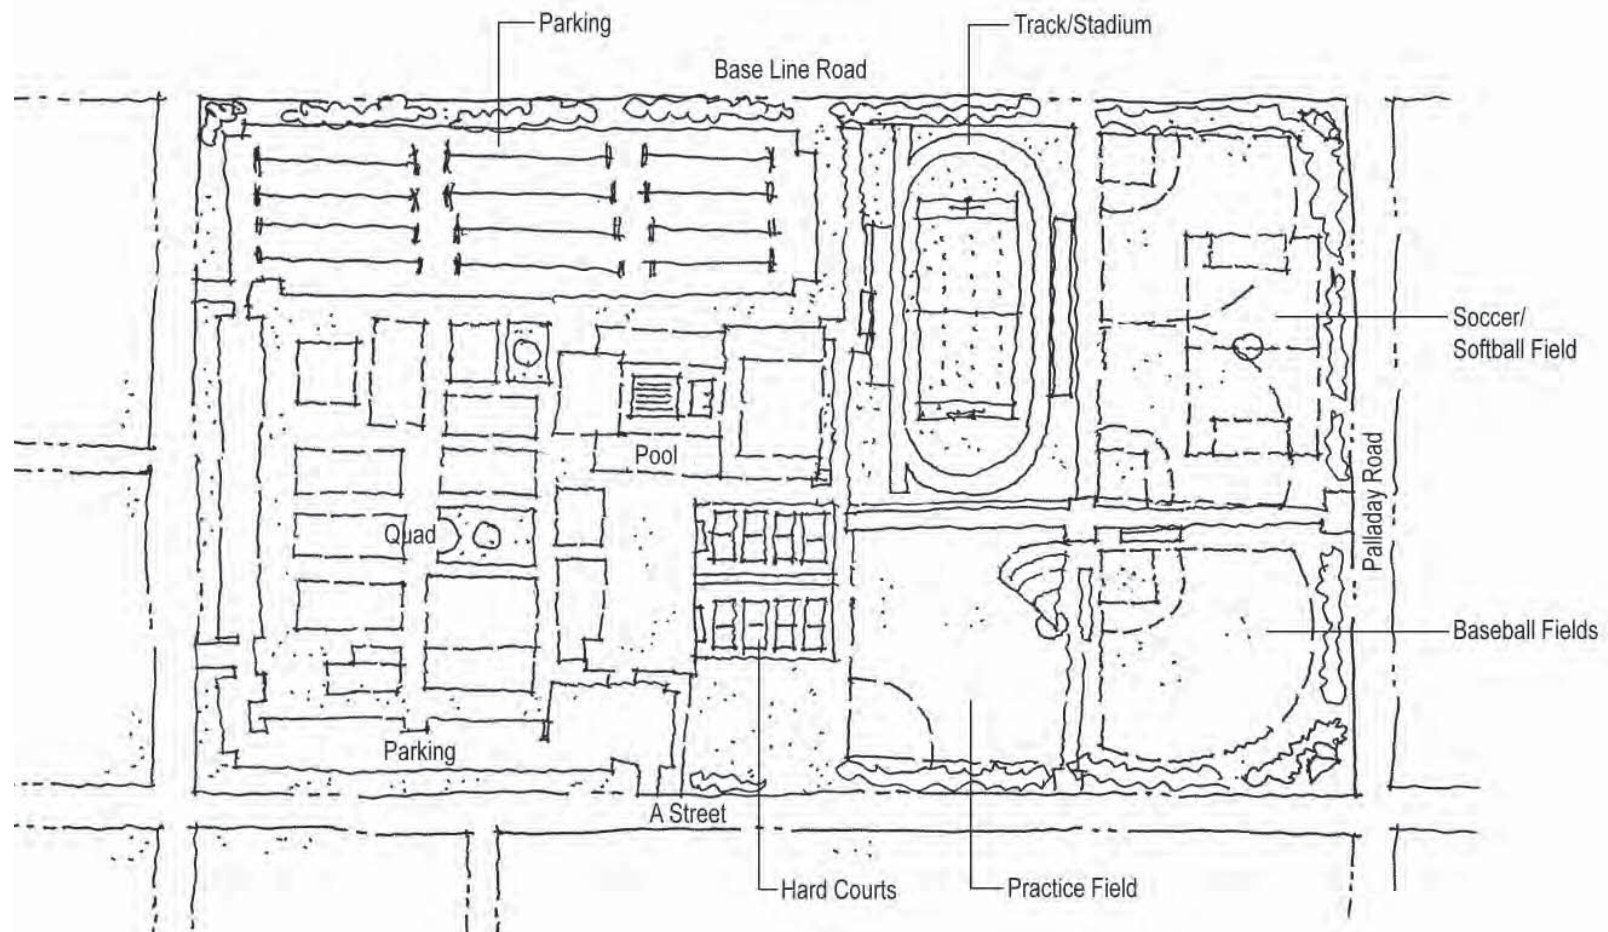 Parking
Track/Stadium
Base Line Road
Soccer/
Softball Field
Pool
Quad
Palladay Road
Baseball Fields
Parking
A Street
Hard Courts
Practice Field